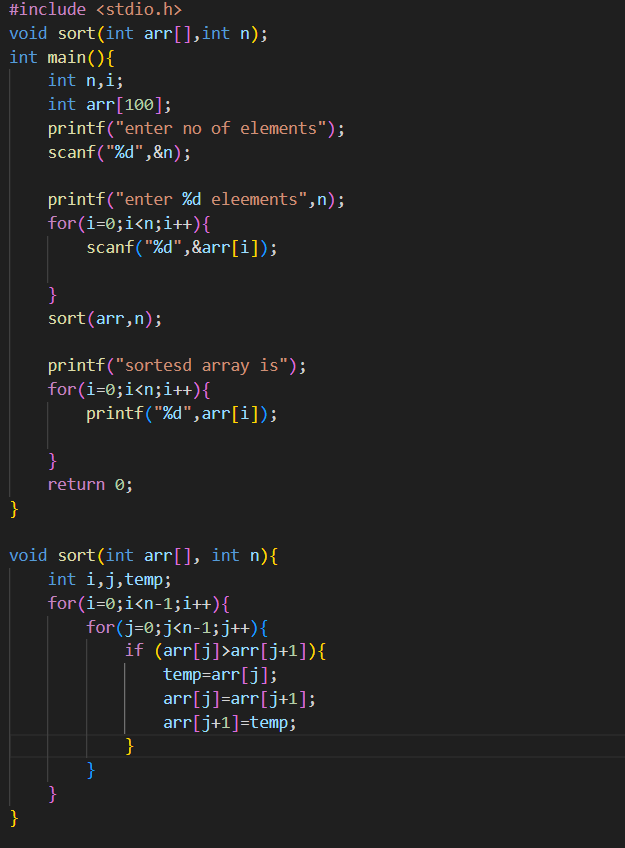 #include <stdio.h>
void sort(int arr[],int n);
int main(){
    int n,i;
    int arr[100];
    printf("enter no of elements");
    scanf("%d",&n);

    printf("enter %d eleements",n);
    for(i=0;i<n;i++){
        scanf("%d",&arr[i]);

    }
    sort(arr,n);

    printf("sortesd array is");
    for(i=0;i<n;i++){
        printf("%d",arr[i]);

    }
    return 0;
}

void sort(int arr[], int n){
    int i,j,temp;
    for(i=0;i<n-1;i++){
        for(j=0;j<n-1;j++){
            if (arr[j]>arr[j+1]){
                temp=arr[j];
                arr[j]=arr[j+1];
                arr[j+1]=temp;
            }
        }
    }
}